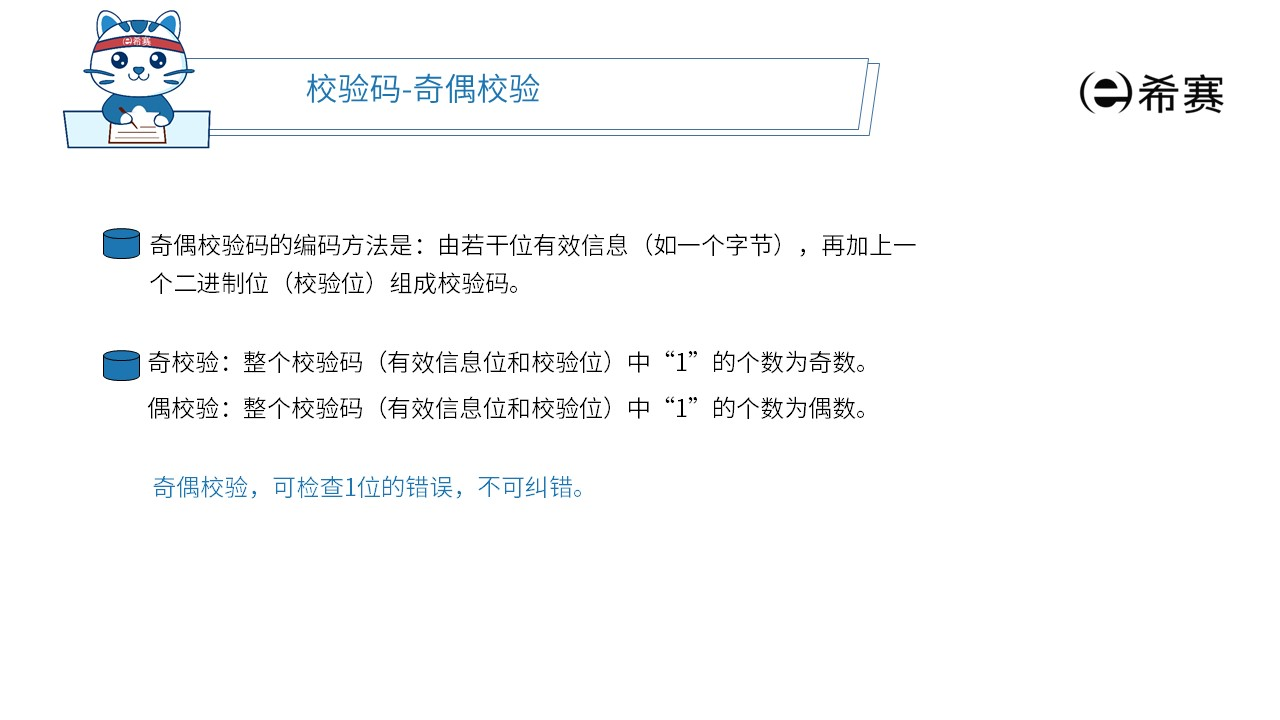 希赛
校验码-奇偶校验
希赛
奇偶校验码的编码方法是：由若干位有效信息（如一个字节），再加上一
个二进制位（校验位）组成校验码。
奇校验：整个校验码（有效信息位和校验位）中“1”的个数为奇数。
偶校验：整个校验码（有效信息位和校验位）中“1”的个数为偶数。
奇偶校验，可检查1位的错误，不可纠错。